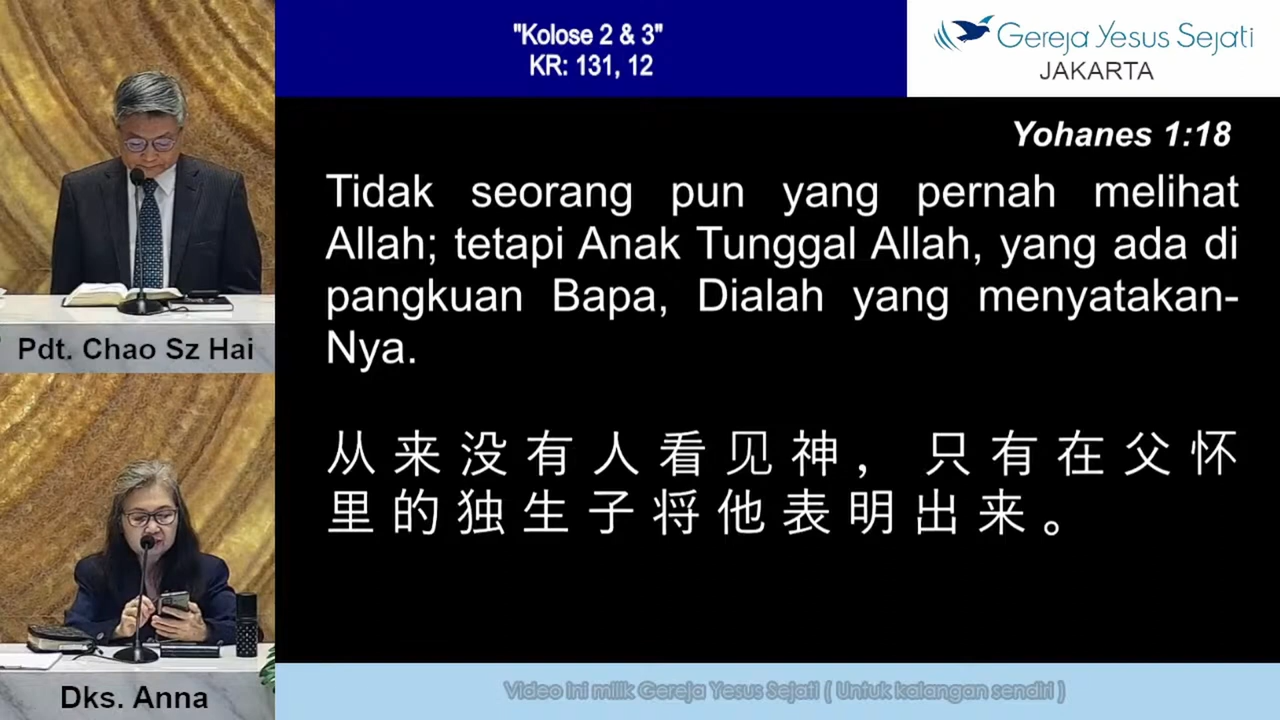 "Kolose 2 & 3"
KR: 131, 12
Gereja Yesus Sejati
JAKARTA
Yohanes 1:18
Tidak seorang pun yang pernah melihat
Allah; tetapi Anak Tunggal Allah, yang ada di
pangkuan Bapa, Dialah yang menyatakan-
Nya.
从来没有人看见神，只有在父怀
里的独生子将他表明出来。
Pdt. Chao Sz Hai
Dks. Anna
Video ini milik Gereja Yesus Sejati ( Untuk kalangan sendiri )